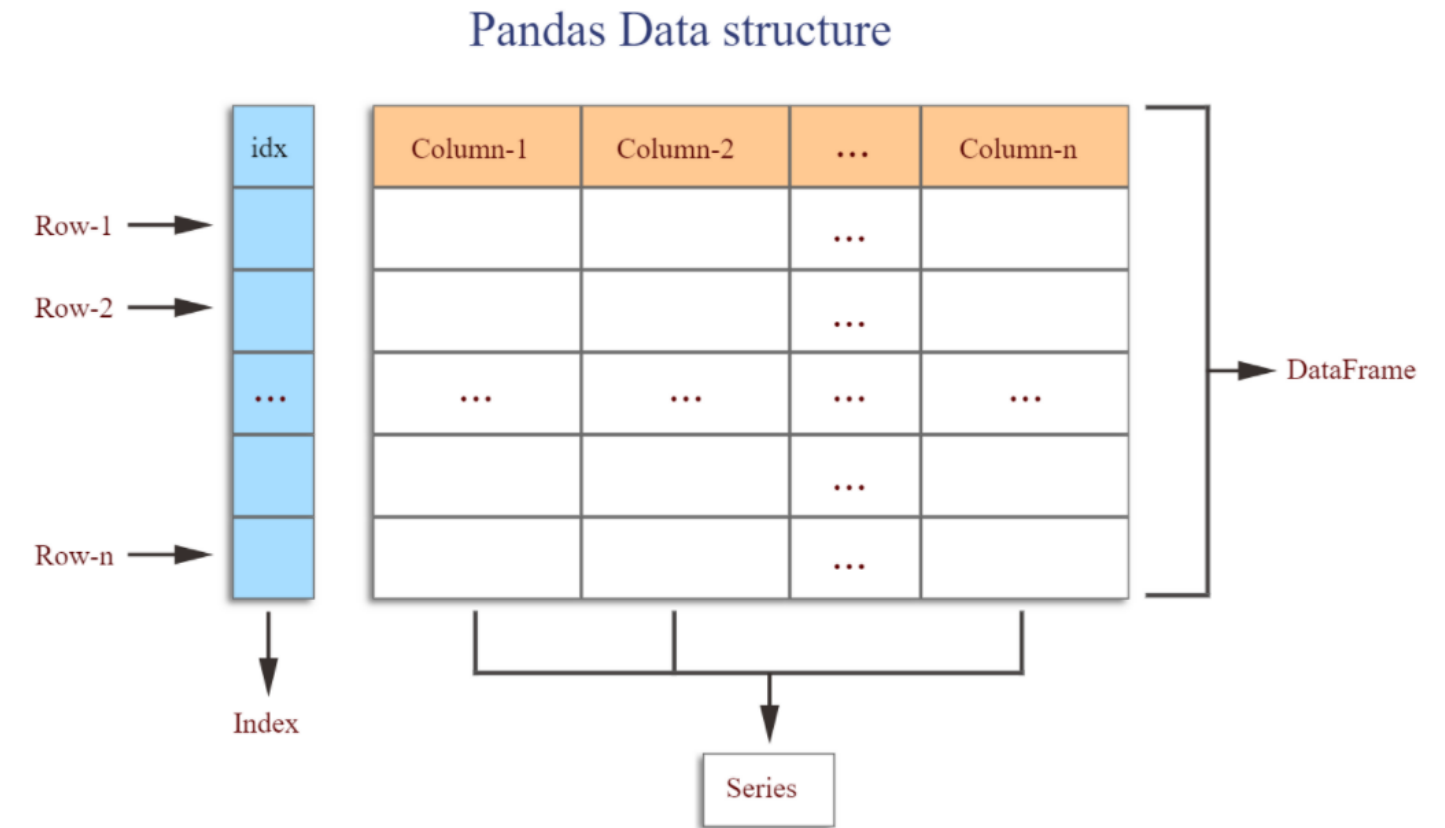 Pandas Data structure
idx Column-1 Column-2 ... Column-n
Row-1 ...
Row-2 ...
... ... ... ... ...
...
Row-n ...
DataFrame
Index
Series